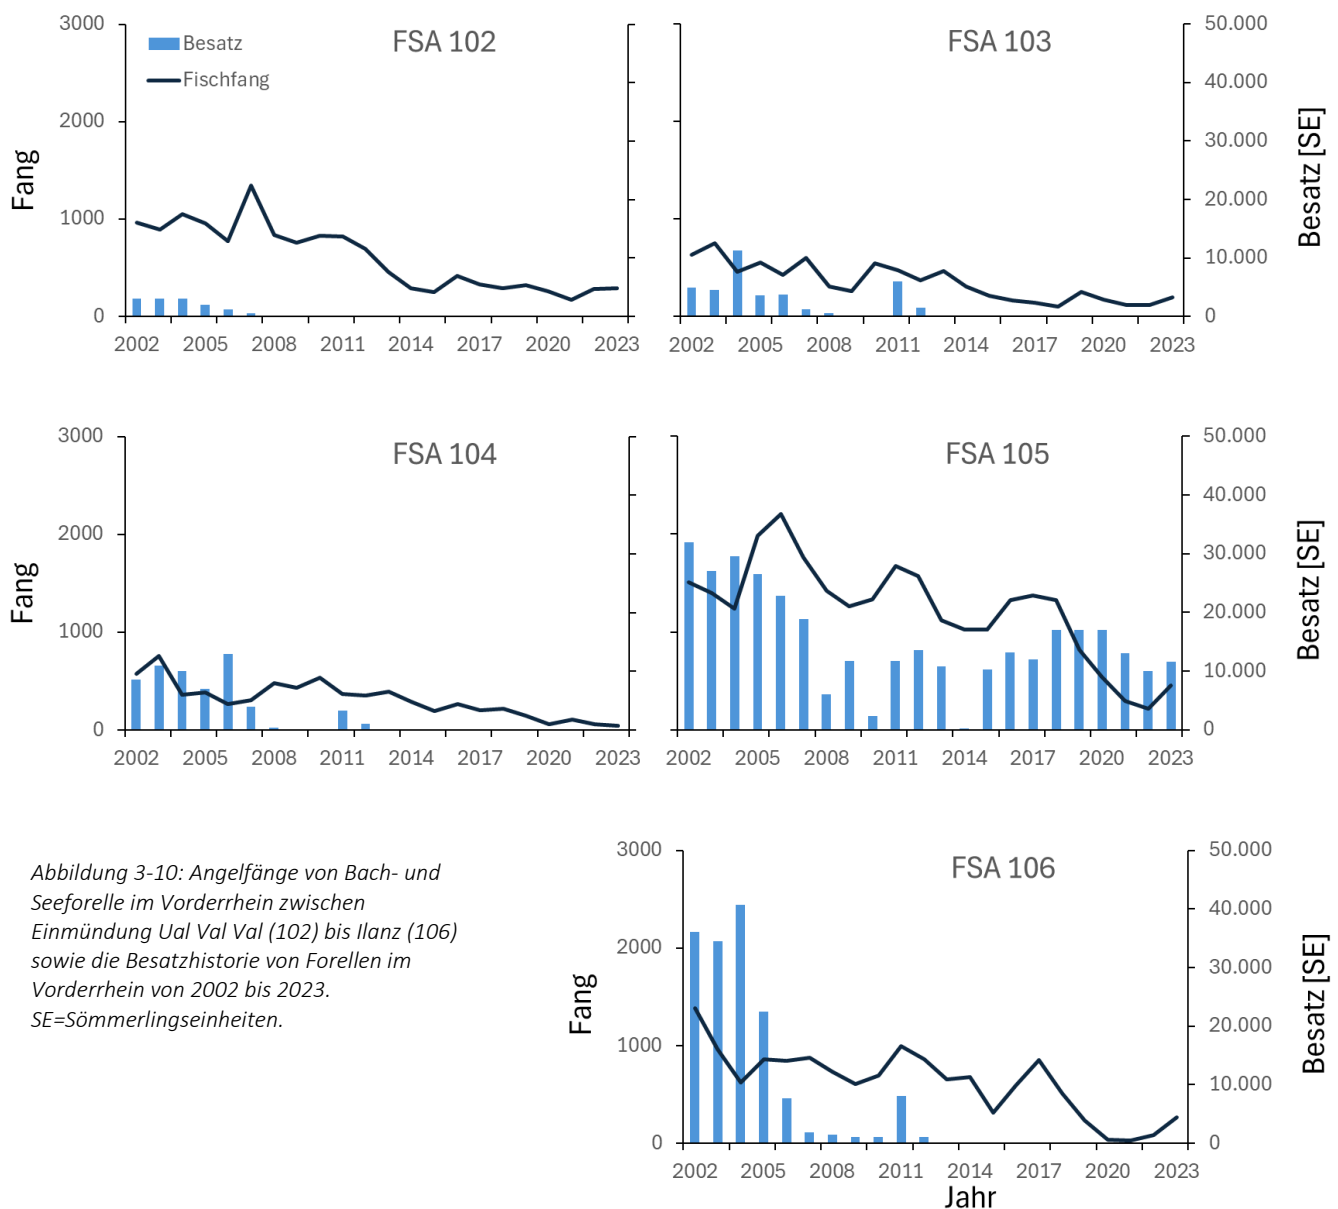 FSA 102
Besatz
Fischfang
3000
2000
1000
0
Fang
2002 2005 2008 2011 2014 2017 2020 2023
FSA 103
50.000
40.000
30.000
20.000
10.000
0
Besatz [SE]
2002 2005 2008 2011 2014 2017 2020 2023
FSA 104
3000
2000
1000
0
Fang
2002 2005 2008 2011 2014 2017 2020 2023
FSA 105
50.000
40.000
30.000
20.000
10.000
0
Besatz [SE]
2002 2005 2008 2011 2014 2017 2020 2023
Abbildung 3-10: Angelfänge von Bach- und
Seeforelle im Vorderrhein zwischen
Einmündung Ual Val Val (102) bis Ilanz (106)
sowie die Besatzhistorie von Forellen im
Vorderrhein von 2002 bis 2023.
SE=Sömmerlingseinheiten.
FSA 106
3000
2000
1000
0
Fang
50.000
40.000
30.000
20.000
10.000
0
Besatz [SE]
2002 2005 2008 2011 2014 2017 2020 2023
Jahr